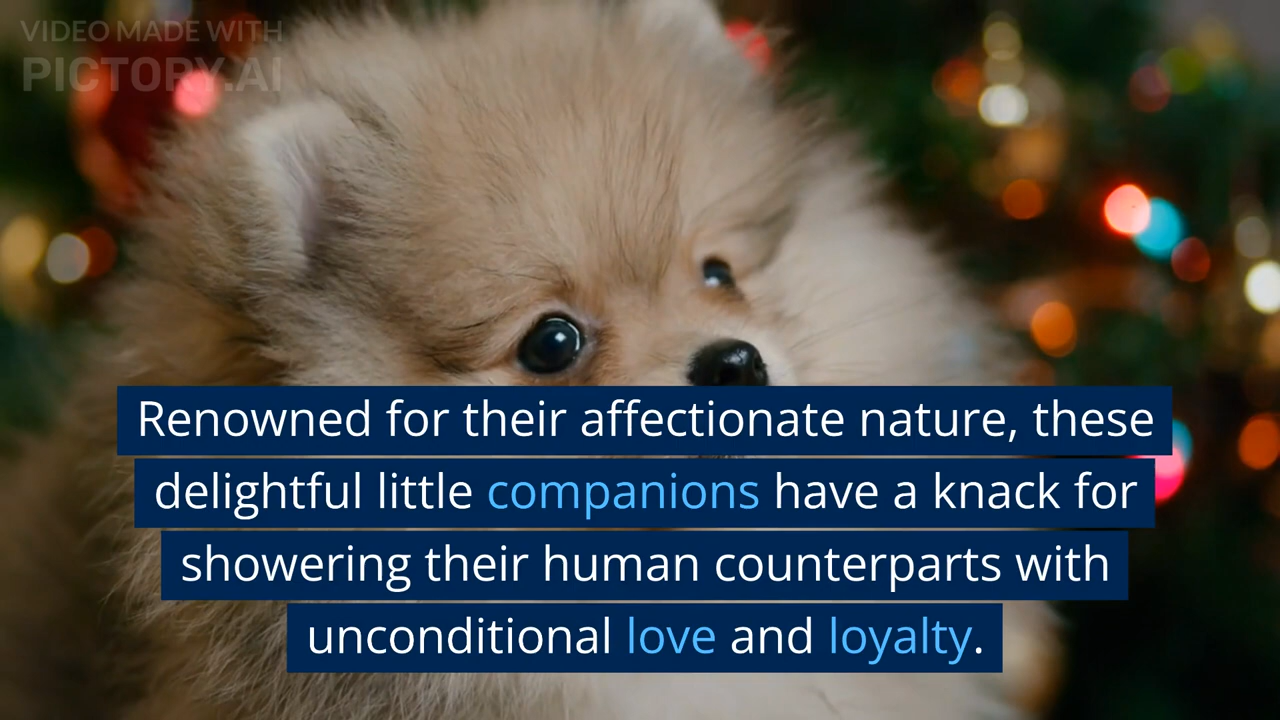 VIDEO MADE WITH
PICTORY.AI
Renowned for their affectionate nature, these
delightful little companions have a knack for
showering their human counterparts with
unconditional love and loyalty.